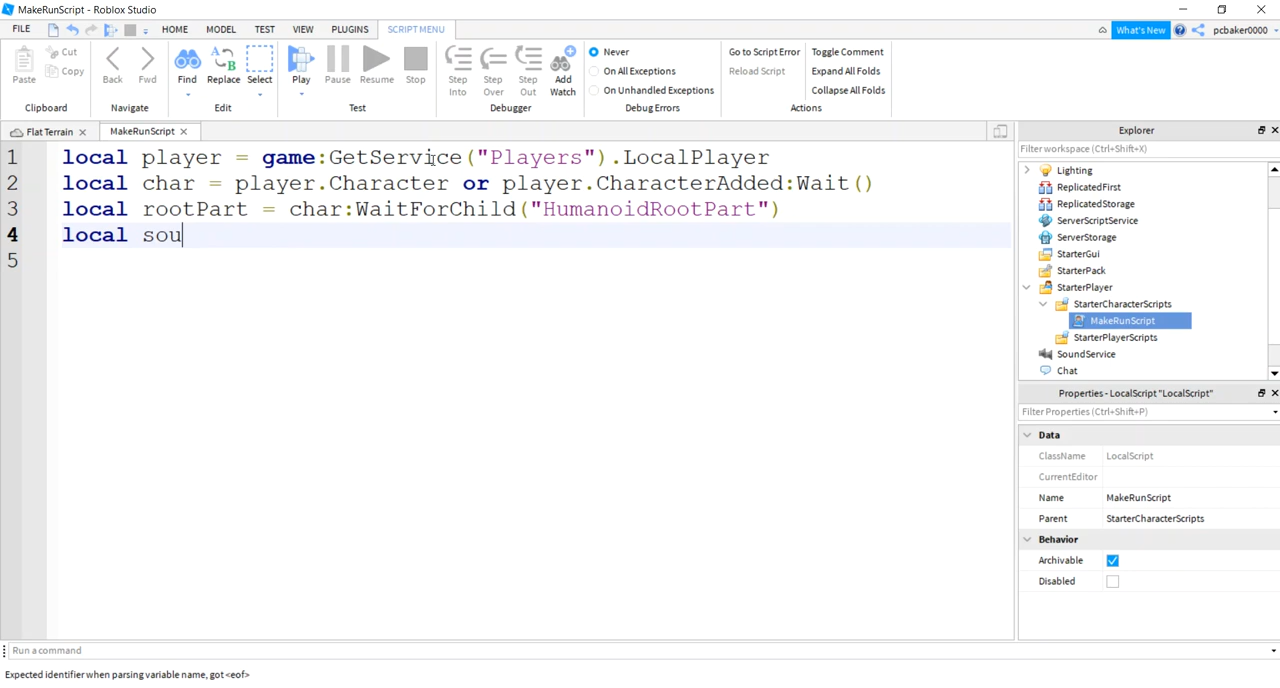 MakeRunScript - Roblox Studio
FILE HOME MODEL TEST VIEW PLUGINS SCRIPT MENU What's New pcbaker0000
Paste Cut Copy Back Fwd Find Replace Select Play Pause Resume Stop Step Into Step Over Step Out Add Watch
Never
On All Exceptions
On Unhandled Exceptions
Go to Script Error
Reload Script
Toggle Comment
Expand All Folds
Collapse All Folds
Clipboard Navigate Edit Test Debugger Debug Errors Actions
Flat Terrain MakeRunScript
1 local player = game:GetService("Players").LocalPlayer
2 local char = player.Character or player.CharacterAdded:Wait()
3 local rootPart = char:WaitForChild("HumanoidRootPart")
4 local sou
5
Explorer
Filter workspace (Ctrl+Shift+X)
Lighting
ReplicatedFirst
ReplicatedStorage
ServerScriptService
ServerStorage
StarterGui
StarterPack
StarterPlayer
StarterCharacterScripts
MakeRunScript
StarterPlayerScripts
SoundService
Chat
Properties - LocalScript "LocalScript"
Filter Properties (Ctrl+Shift+P)
Data
ClassName LocalScript
CurrentEditor
Name MakeRunScript
Parent StarterCharacterScripts
Behavior
Archivable
Disabled
Run a command
Expected identifier when parsing variable name, got <eof>